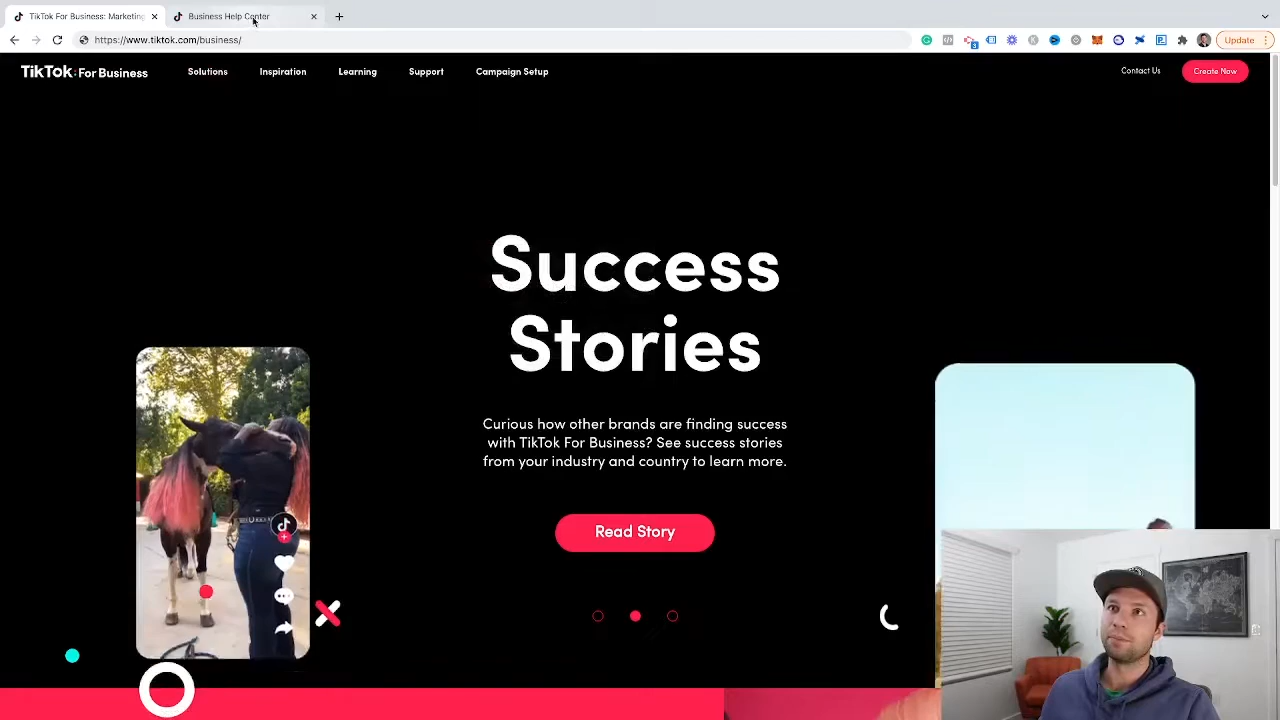 TikTok For Business: Marketing
Business Help Center
https://www.tiktok.com/business/
Update
3
TikTok: For Business
Solutions
Inspiration
Learning
Support
Campaign Setup
Contact Us
Create Now
Success
Stories
Curious how other brands are finding success
with TikTok For Business? See success stories
from your industry and country to learn more.
Read Story